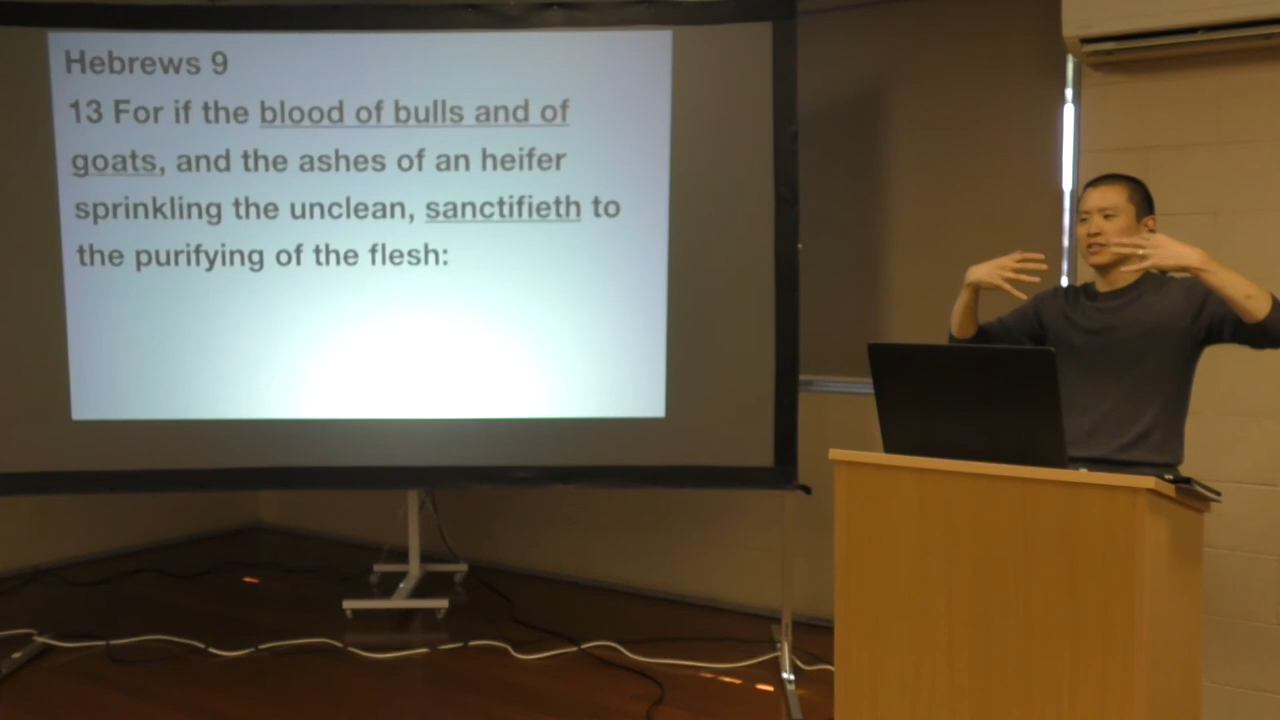 Hebrews 9
13 For if the blood of bulls and of
goats, and the ashes of an heifer
sprinkling the unclean, sanctifieth to
the purifying of the flesh: